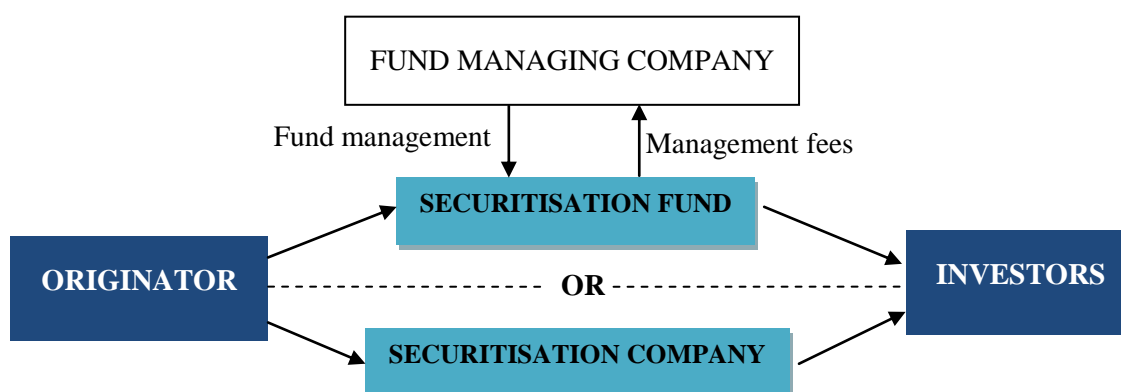 FUND MANAGING COMPANY
Fund management
Management fees
SECURITISATION FUND
ORIGINATOR
OR
INVESTORS
SECURITISATION COMPANY